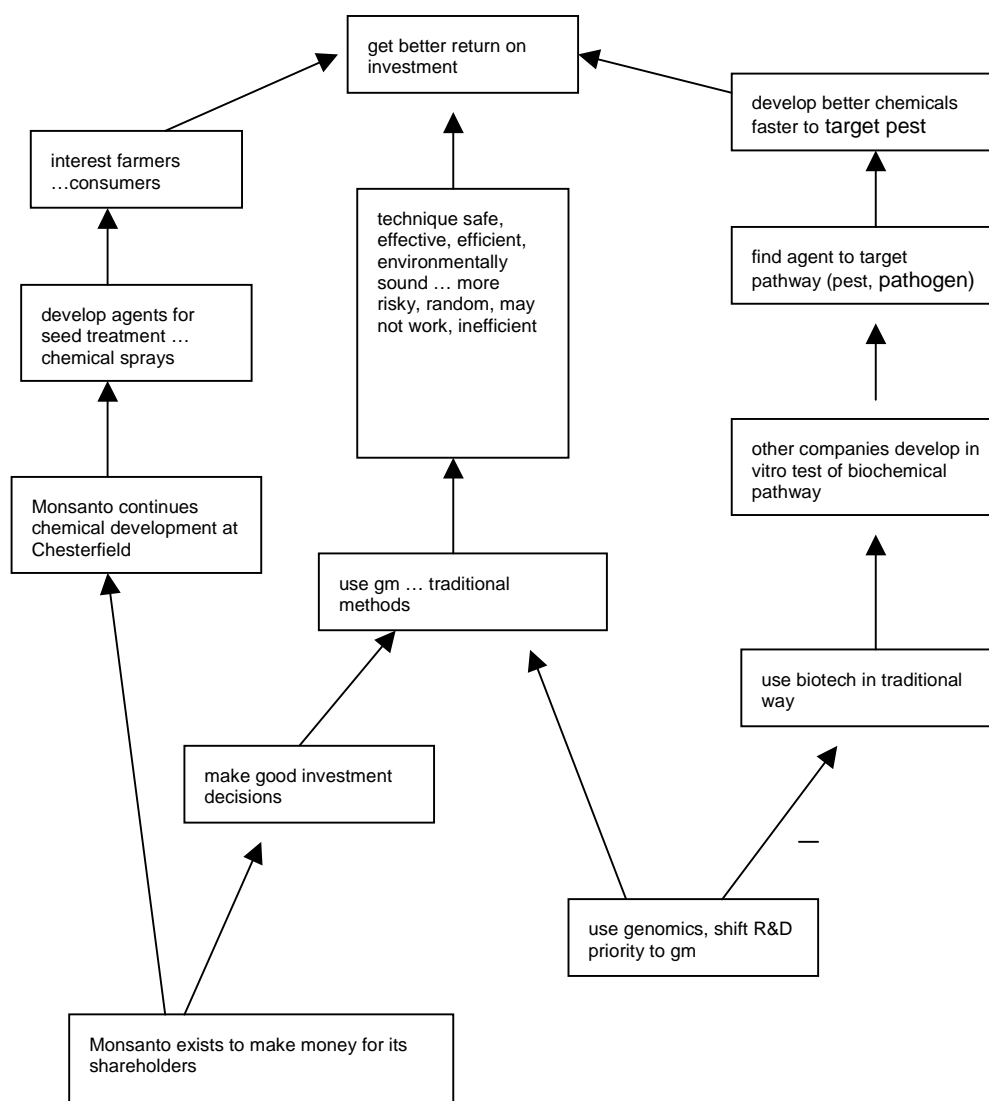 get better return on
investment
develop better chemicals
faster to target pest
interest farmers
…consumers
technique safe,
effective, efficient,
environmentally
sound … more
risky, random, may
not work, inefficient
find agent to target
pathway (pest, pathogen)
develop agents for
seed treatment …
chemical sprays
other companies develop in
vitro test of biochemical
pathway
Monsanto continues
chemical development at
Chesterfield
use gm … traditional
methods
use biotech in traditional
way
make good investment
decisions
use genomics, shift R&D
priority to gm
Monsanto exists to make money for its
shareholders